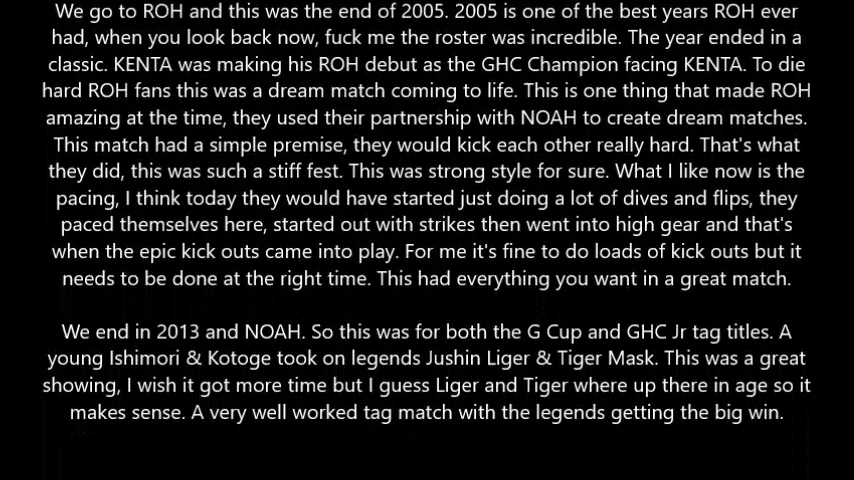 We go to ROH and this was the end of 2005. 2005 is one of the best years ROH ever
had, when you look back now, fuck me the roster was incredible. The year ended in a
classic. KENTA was making his ROH debut as the GHC Champion facing KENTA. To die
hard ROH fans this was a dream match coming to life. This is one thing that made ROH
amazing at the time, they used their partnership with NOAH to create dream matches.
This match had a simple premise, they would kick each other really hard. That's what
they did, this was such a stiff fest. This was strong style for sure. What I like now is the
pacing, I think today they would have started just doing a lot of dives and flips, they
paced themselves here, started out with strikes then went into high gear and that's
when the epic kick outs came into play. For me it's fine to do loads of kick outs but it
needs to be done at the right time. This had everything you want in a great match.
We end in 2013 and NOAH. So this was for both the G Cup and GHC Jr tag titles. A
young Ishimori & Kotoge took on legends Jushin Liger & Tiger Mask. This was a great
showing, I wish it got more time but I guess Liger and Tiger where up there in age so it
makes sense. A very well worked tag match with the legends getting the big win.